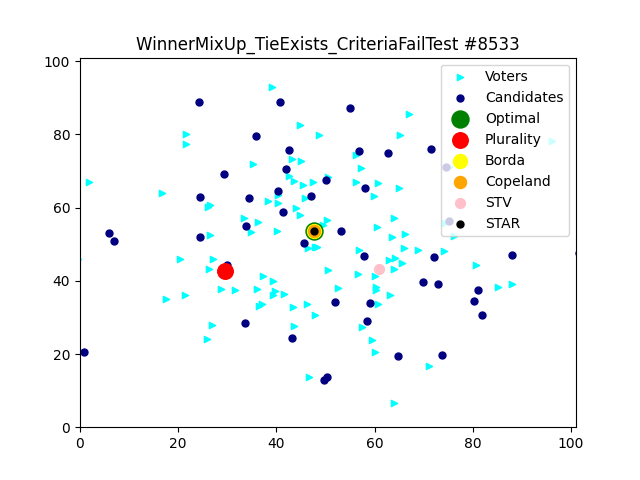 WinnerMixUp_TieExists_CriteriaFailTest #8533
100
80
60
40
20
0
0
20
40
60
80
100
Voters
Candidates
Optimal
Plurality
Borda
Copeland
STV
STAR